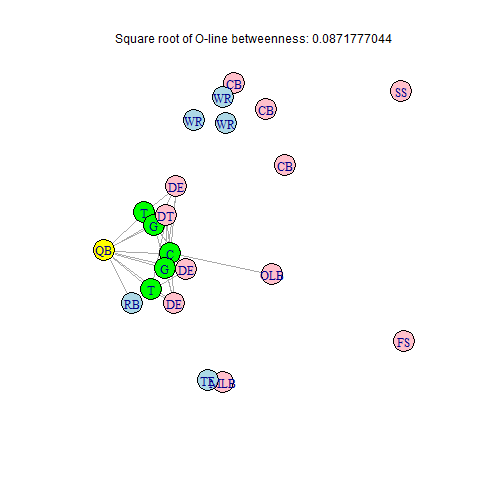 Square root of O-line betweenness: 0.0871777044
CB
SS
WR
CB
WR
WR
CB
DE
T
DT
G
QB
C
G
DE
OLB
T
RB
DE
FS
TE
MLB